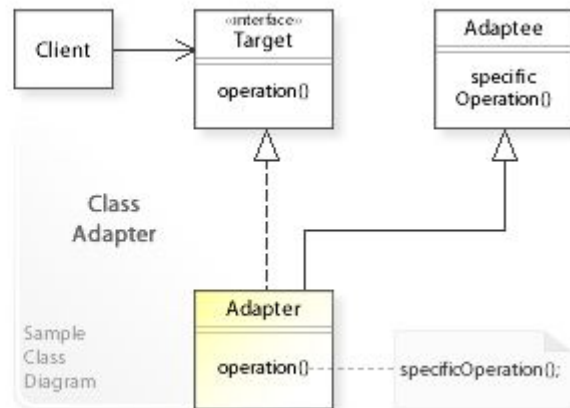 Client
«interface»
Target
operation()
Adaptee
specific
Operation()
Class
Adapter
Adapter
operation()
specificOperation();
Sample
Class
Diagram